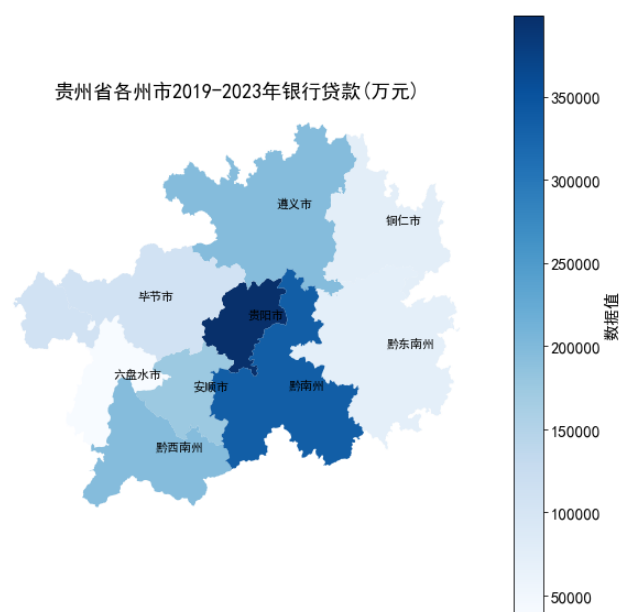 贵州省各州市2019-2023年银行贷款(万元)
遵义市
铜仁市
毕节市
贵阳市
黔东南州
六盘水市
安顺市
黔南州
黔西南州
350000
300000
250000
200000
150000
100000
50000
数据值